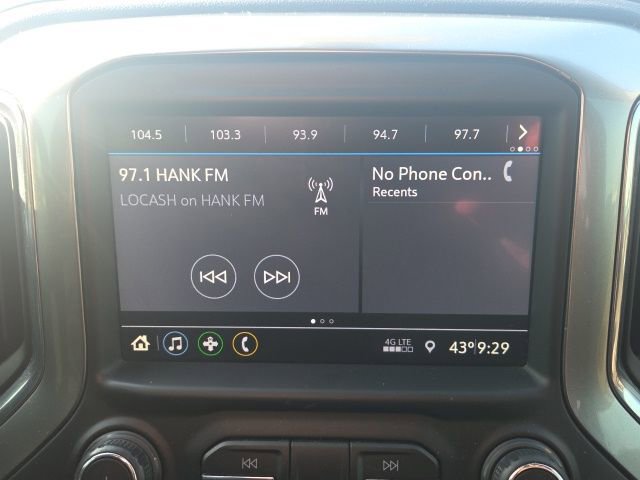 104.5 103.3 93.9 94.7 97.7
97.1 HANK FM
LOCASH on HANK FM
FM
No Phone Con..
Recents
4G LTE
43° 9:29